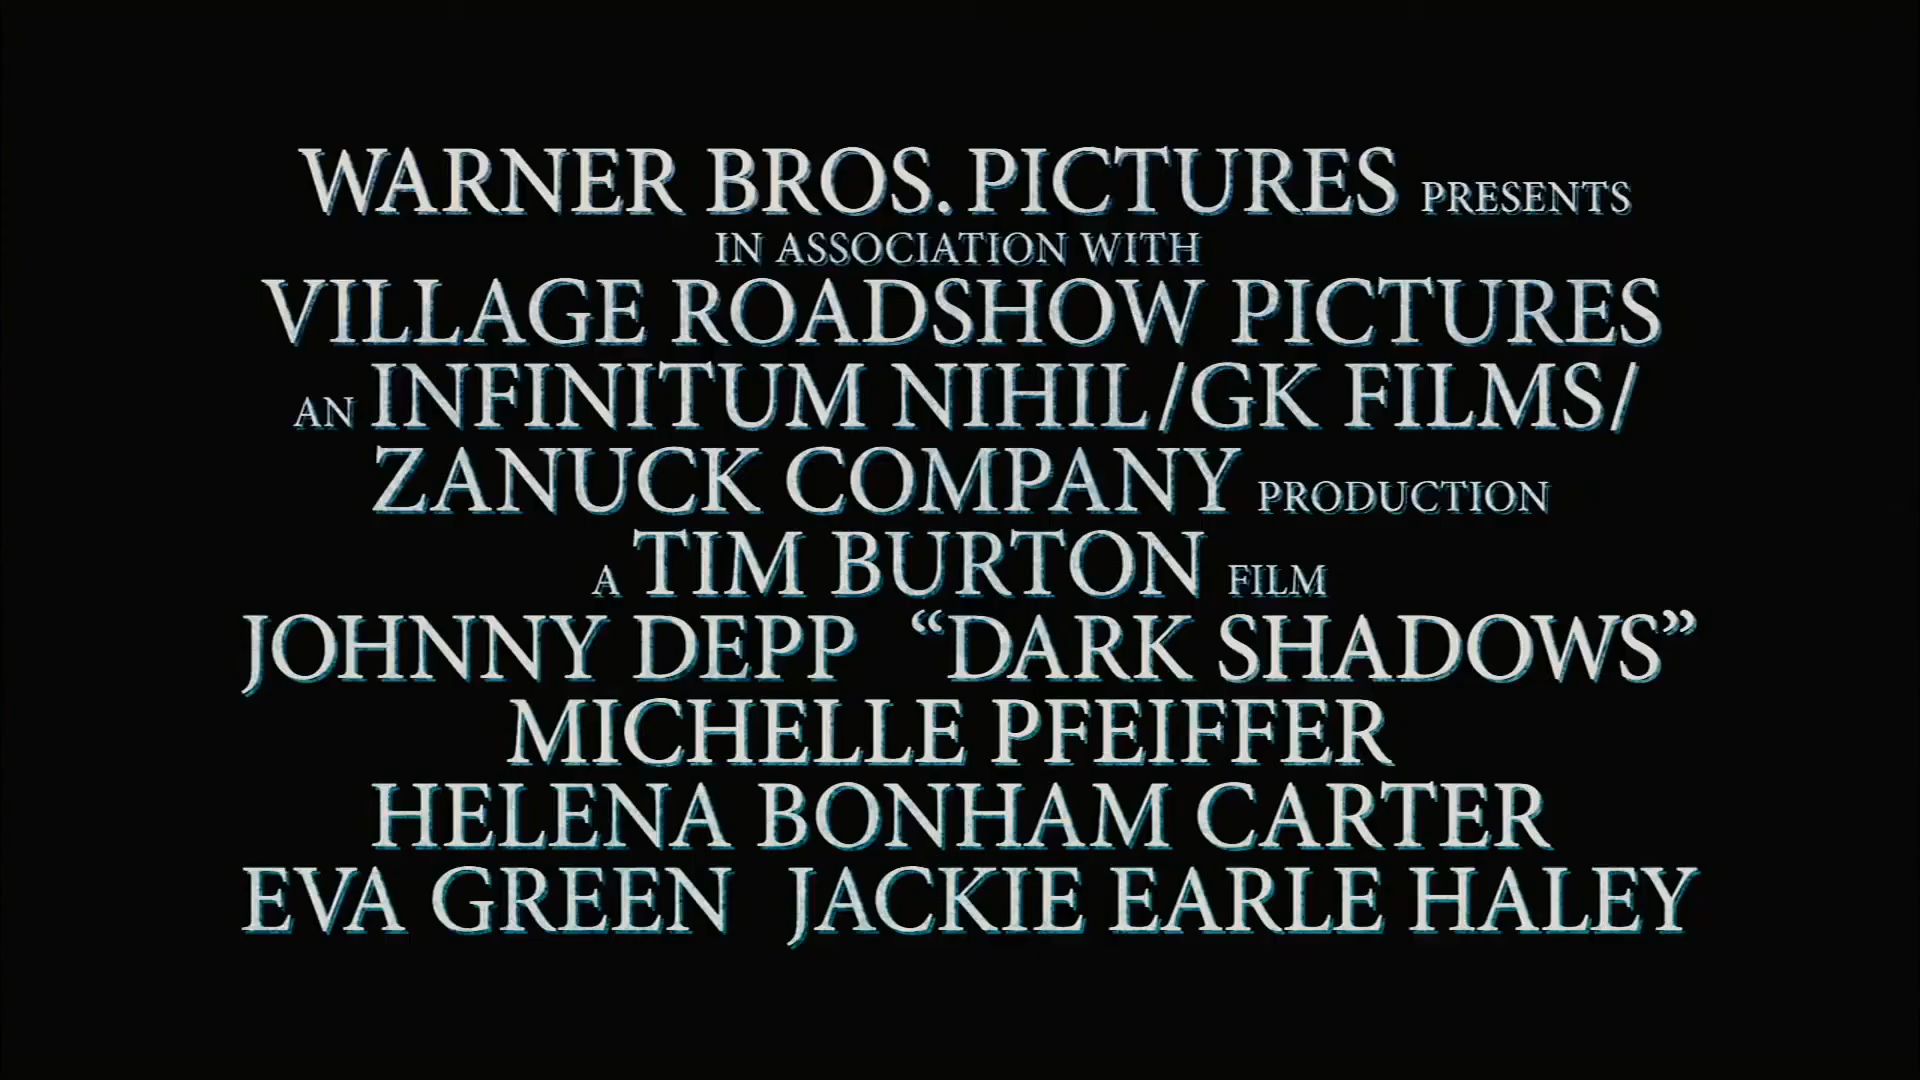 WARNER BROS. PICTURES PRESENTS
IN ASSOCIATION WITH
VILLAGE ROADSHOW PICTURES
AN INFINITUM NIHIL/GK FILMS/
ZANUCK COMPANY PRODUCTION
A TIM BURTON FILM
JOHNNY DEPP “DARK SHADOWS”
MICHELLE PFEIFFER
HELENA BONHAM CARTER
EVA GREEN JACKIE EARLE HALEY